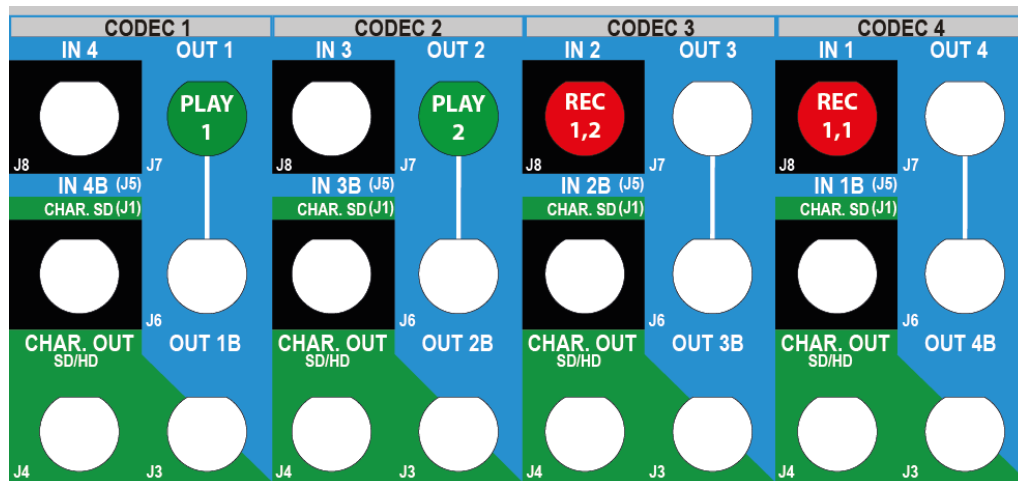 CODEC 1 CODEC 2 CODEC 3 CODEC 4
IN 4 OUT 1 IN 3 OUT 2 IN 2 OUT 3 IN 1 OUT 4
PLAY PLAY REC REC
1 2 1,2 1,1
J8 J7 J8 J7 J8 J7 J8 J7
IN 4B (J5) IN 3B (J5) IN 2B (J5) IN 1B (J5)
CHAR. SD (J1) CHAR. SD (J1) CHAR. SD (J1) CHAR. SD (J1)
J6 J6 J6 J6
CHAR. OUT OUT 1B CHAR. OUT OUT 2B CHAR. OUT OUT 3B CHAR. OUT OUT 4B
SD/HD SD/HD SD/HD SD/HD
J4 J3 J4 J3 J4 J3 J4 J3